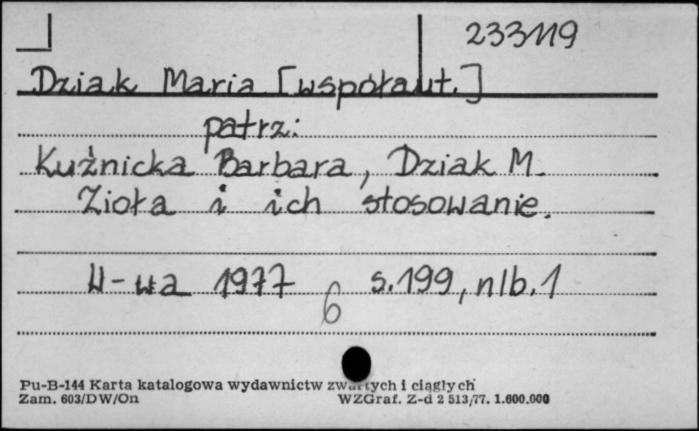 233119
Dziak Maria [współaut.]
patrz:
Kuźnicka Barbara, Dziak M.
Zioła i ich stosowanie.
W-wa 1977 s.199, nlb.1
6
Pu-B-144 Karta katalogowa wydawnictw zwartych i ciągłych
Zam. 603/DW/On WZGraf. Z-d 2 513/77. 1.600.000